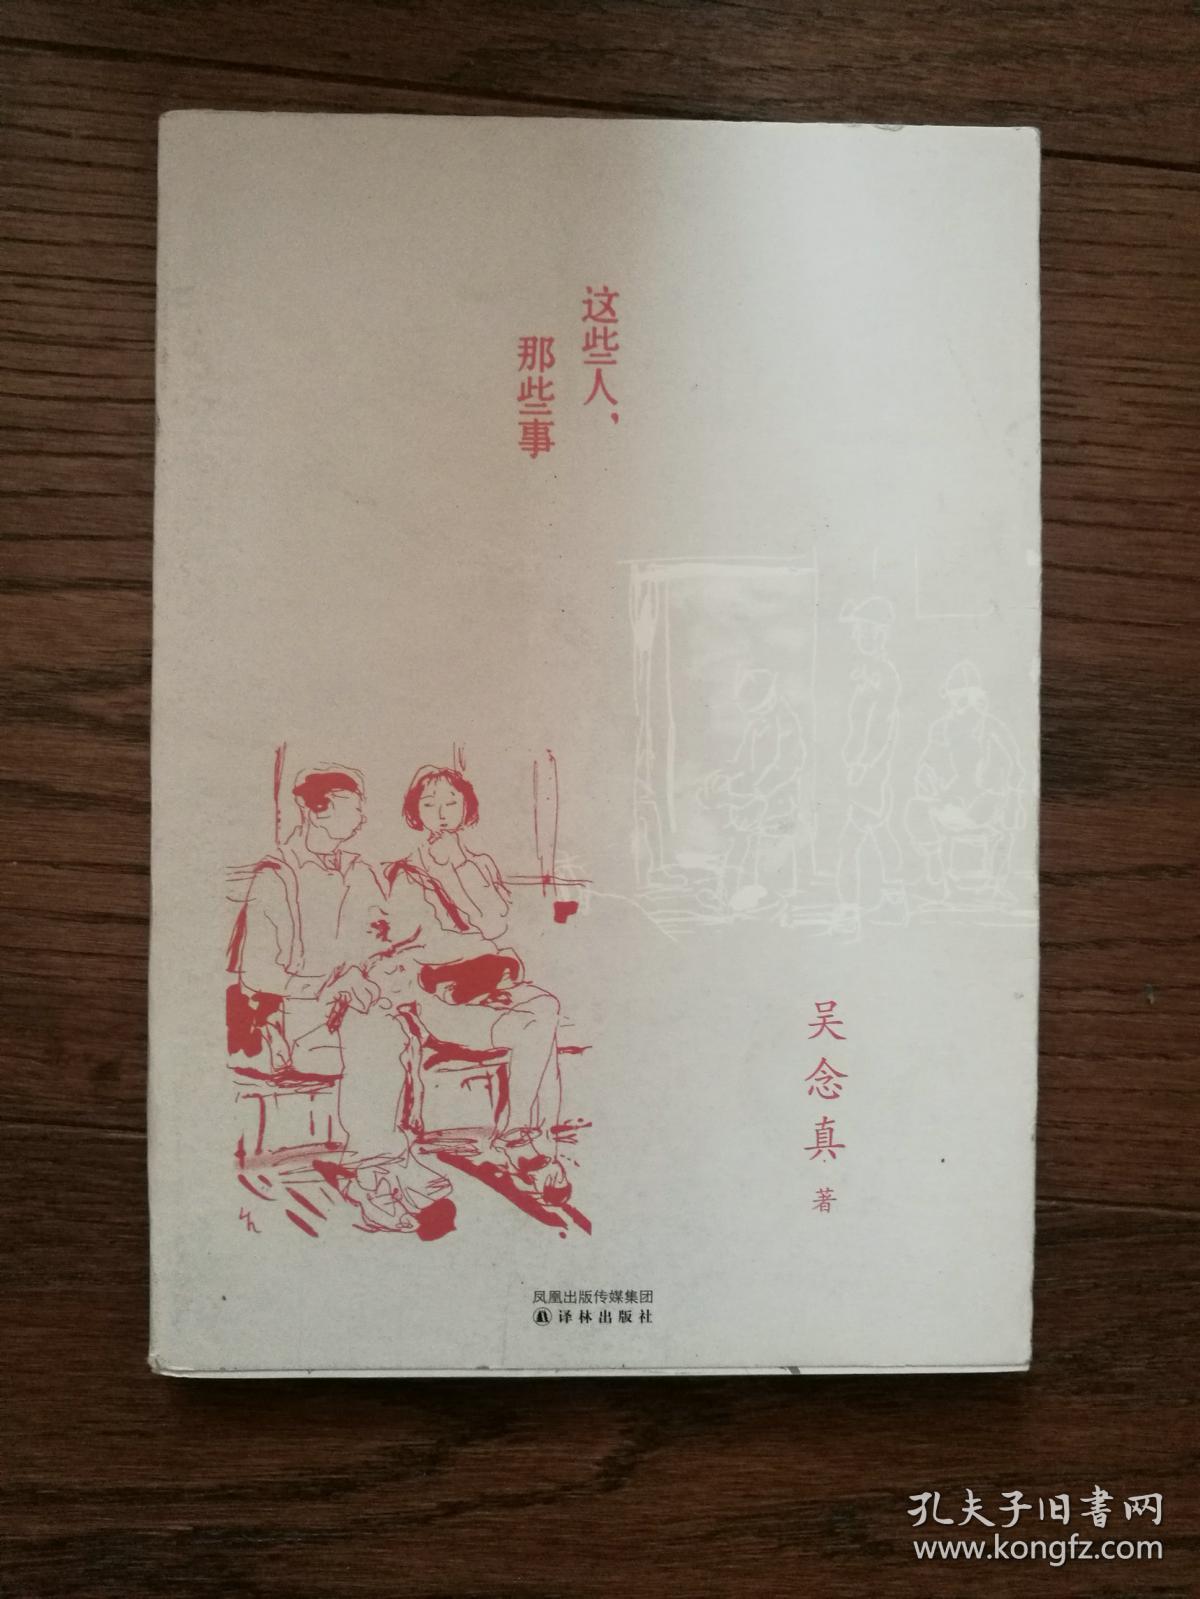 这些人，
那些事
吴念真 著
凤凰出版传媒集团
译林出版社
孔夫子旧书网
www.kongfz.com